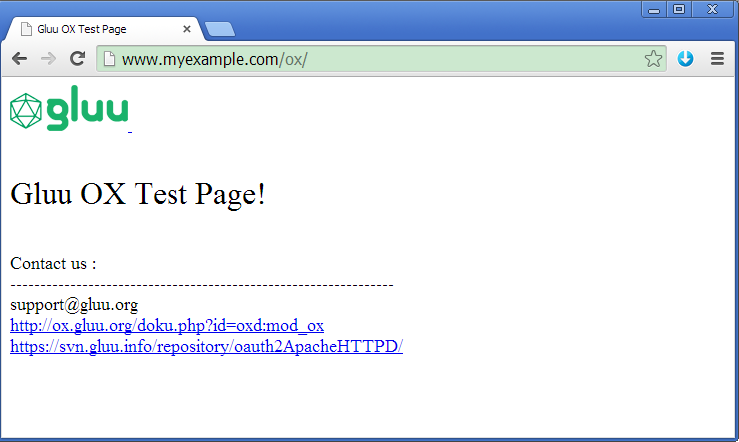 Gluu OX Test Page
www.myexample.com/ox/
gluu
Gluu OX Test Page!
Contact us :
----------------------------------------------------------------
support@gluu.org
http://ox.gluu.org/doku.php?id=oxd:mod_ox
https://svn.gluu.info/repository/oauth2ApacheHTTPD/